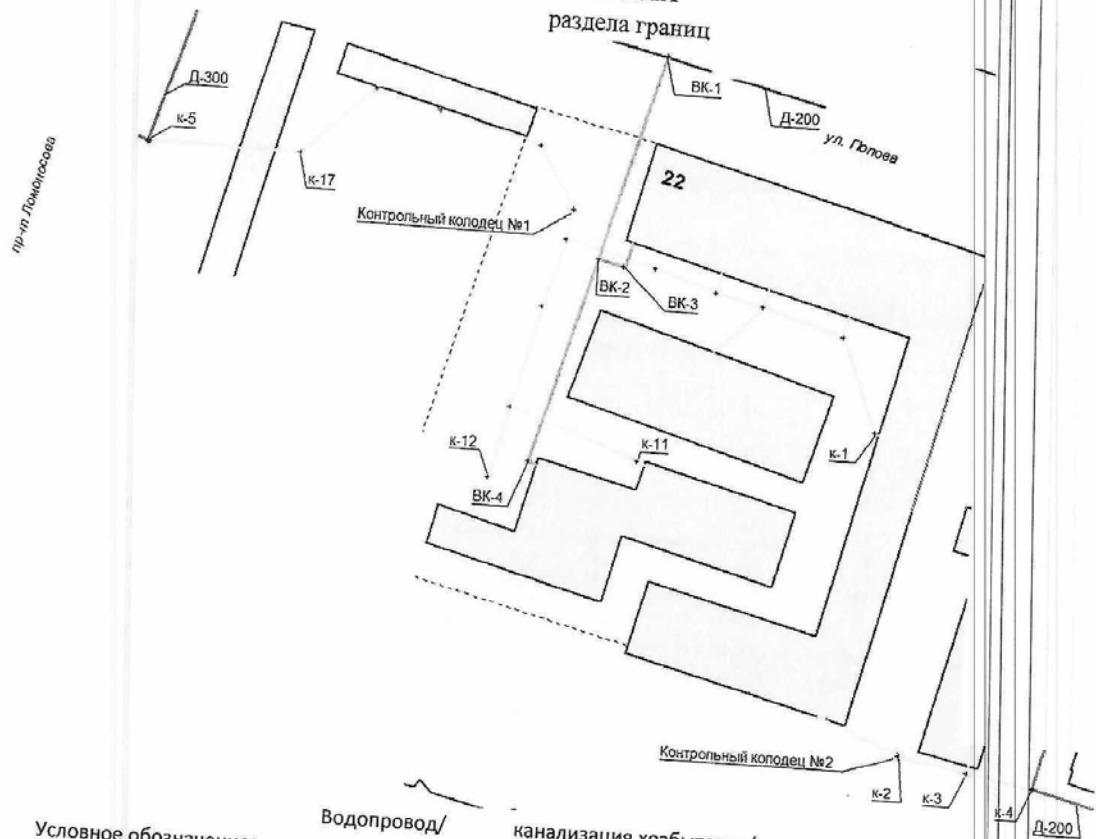 раздела границ
Д-300
к-5
ВК-1
Д-200
ул. Попова
пр-т Ломоносова
к-17
22
Контрольный колодец №1
ВК-2
ВК-3
к-12
к-11
к-1
ВК-4
Контрольный колодец №2
к-2
к-3
к-4
Д-200
Водопровод/
Условное обозначение
канализация